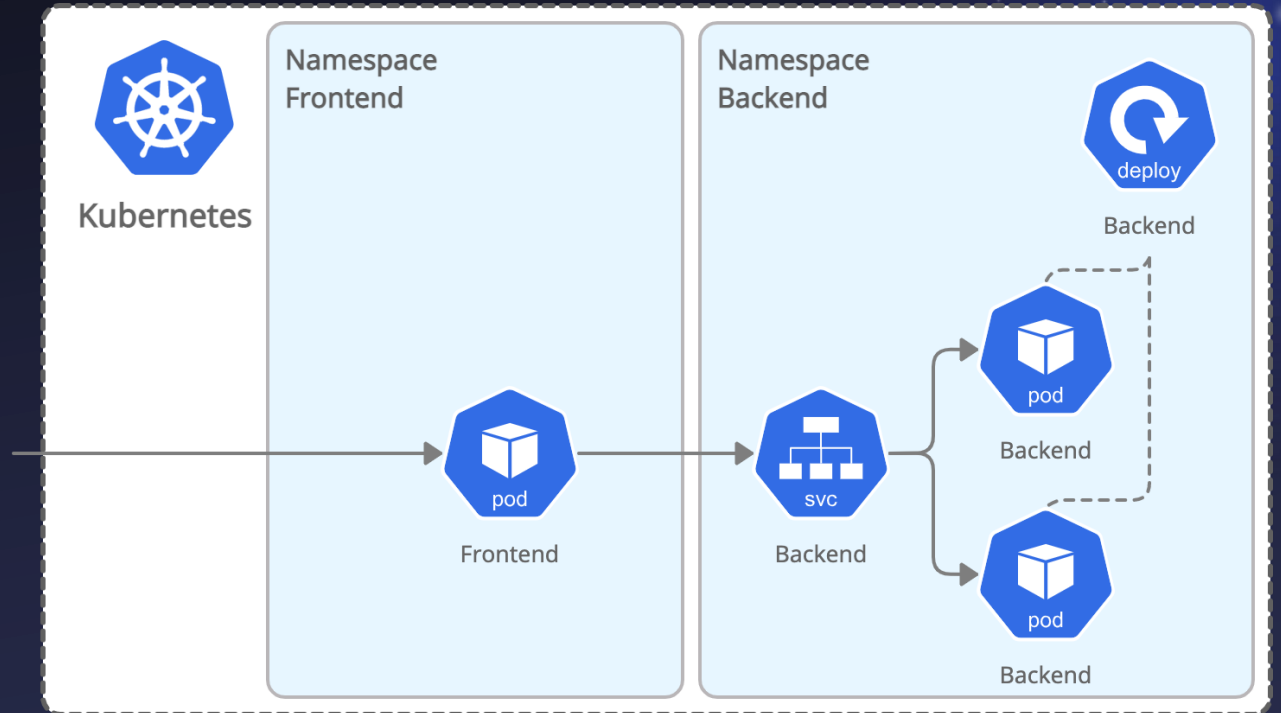 Kubernetes
Namespace
Frontend
pod
Frontend
Namespace
Backend
deploy
Backend
pod
Backend
svc
Backend
pod
Backend